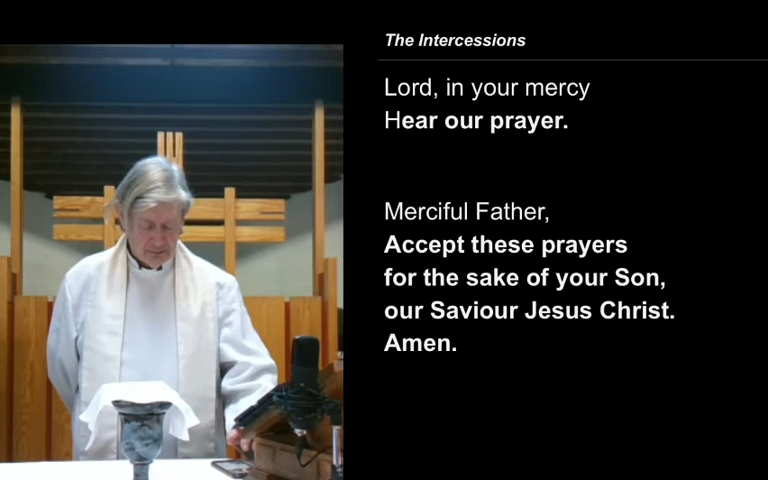 The Intercessions
Lord, in your mercy
Hear our prayer.
Merciful Father,
Accept these prayers
for the sake of your Son,
our Saviour Jesus Christ.
Amen.